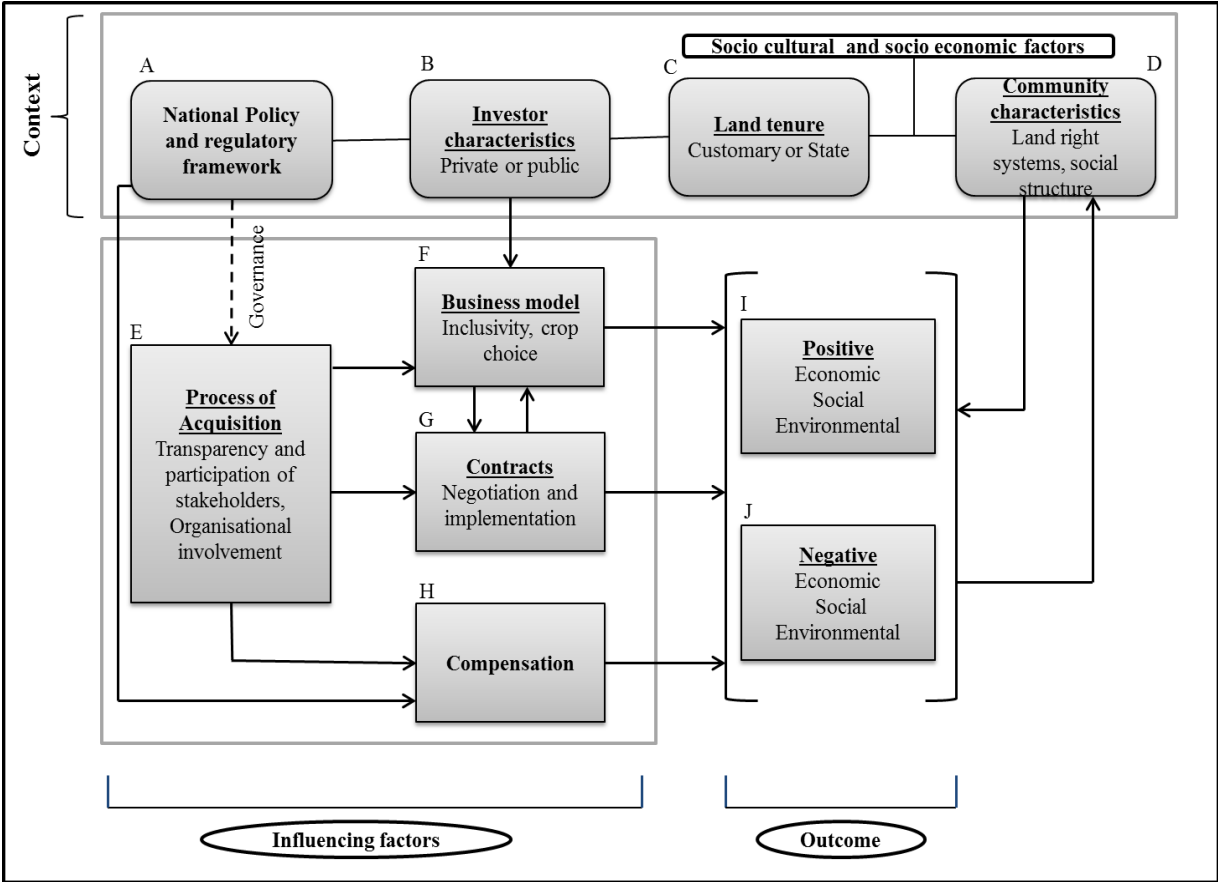 Context
Socio cultural and socio economic factors
A
National Policy
and regulatory
framework
B
Investor
characteristics
Private or public
C
Land tenure
Customary or State
D
Community
characteristics
Land right
systems, social
structure
Governance
E
Process of
Acquisition
Transparency and
participation of
stakeholders,
Organisational
involvement
F
Business model
Inclusivity, crop
choice
G
Contracts
Negotiation and
implementation
H
Compensation
I
Positive
Economic
Social
Environmental
J
Negative
Economic
Social
Environmental
Influencing factors
Outcome